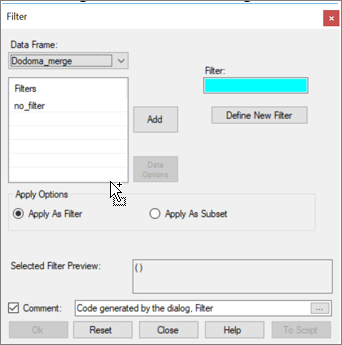 Filter
Data Frame:
Dodoma_merge
Filter:
Filters
no_filter
Add
Define New Filter
Data
Options
Apply Options
Apply As Filter
Apply As Subset
Selected Filter Preview:
( )
Comment:
Code generated by the dialog, Filter
...
Ok
Reset
Close
Help
To Script